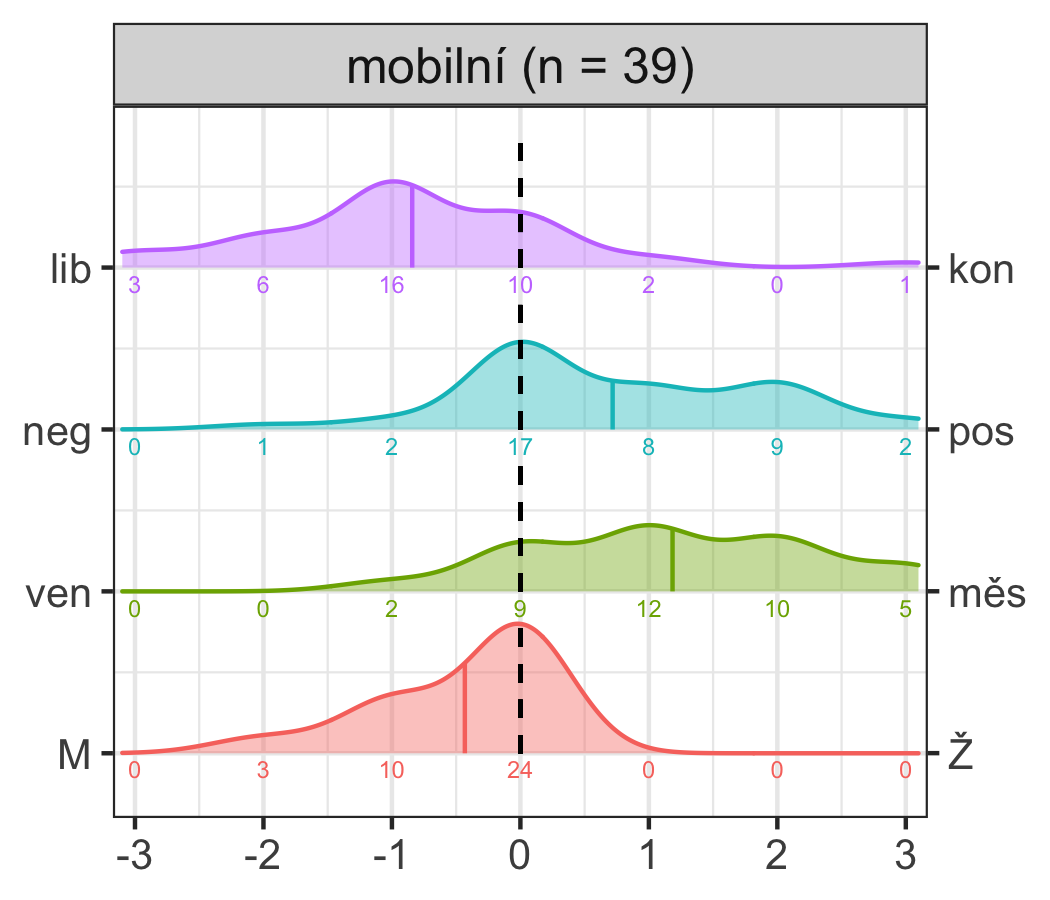 mobilní (n = 39)
lib kon
3 6 16 10 2 0 1
neg pos
0 1 2 17 8 9 2
ven měs
0 0 2 9 12 10 5
M Ž
0 3 10 24 0 0 0
-3 -2 -1 0 1 2 3